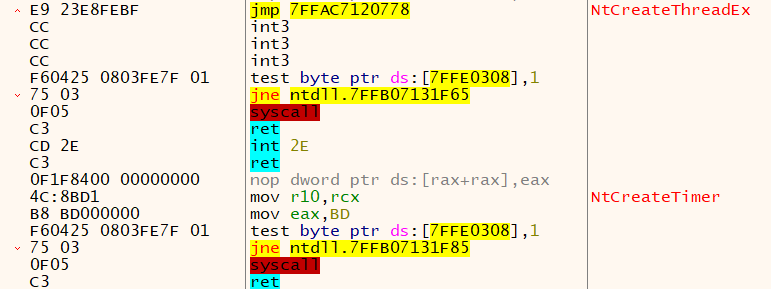 E9 23E8FEBF jmp 7FFAC7120778 NtCreateThreadEx
CC int3
CC int3
CC int3
F60425 0803FE7F 01 test byte ptr ds:[7FFE0308],1
75 03 jne ntdll.7FFB07131F65
0F05 syscall
C3 ret
CD 2E int 2E
C3 ret
0F1F8400 00000000 nop dword ptr ds:[rax+rax],eax
4C:8BD1 mov r10,rcx NtCreateTimer
B8 BD000000 mov eax,BD
F60425 0803FE7F 01 test byte ptr ds:[7FFE0308],1
75 03 jne ntdll.7FFB07131F85
0F05 syscall
C3 ret